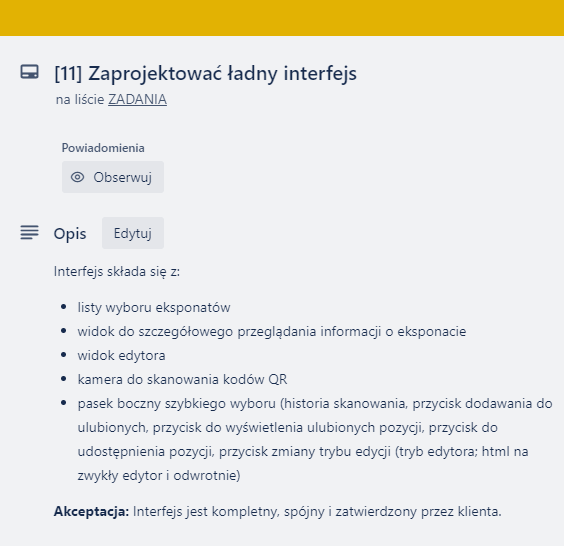 [11] Zaprojektować ładny interfejs
na liście ZADANIA
Powiadomienia
Obserwuj
Opis Edytuj
Interfejs składa się z:
• listy wyboru eksponatów
• widok do szczegółowego przeglądania informacji o eksponacie
• widok edytora
• kamera do skanowania kodów QR
• pasek boczny szybkiego wyboru (historia skanowania, przycisk dodawania do
ulubionych, przycisk do wyświetlenia ulubionych pozycji, przycisk do
udostępnienia pozycji, przycisk zmiany trybu edycji (tryb edytora; html na
zwykły edytor i odwrotnie)
Akceptacja: Interfejs jest kompletny, spójny i zatwierdzony przez klienta.